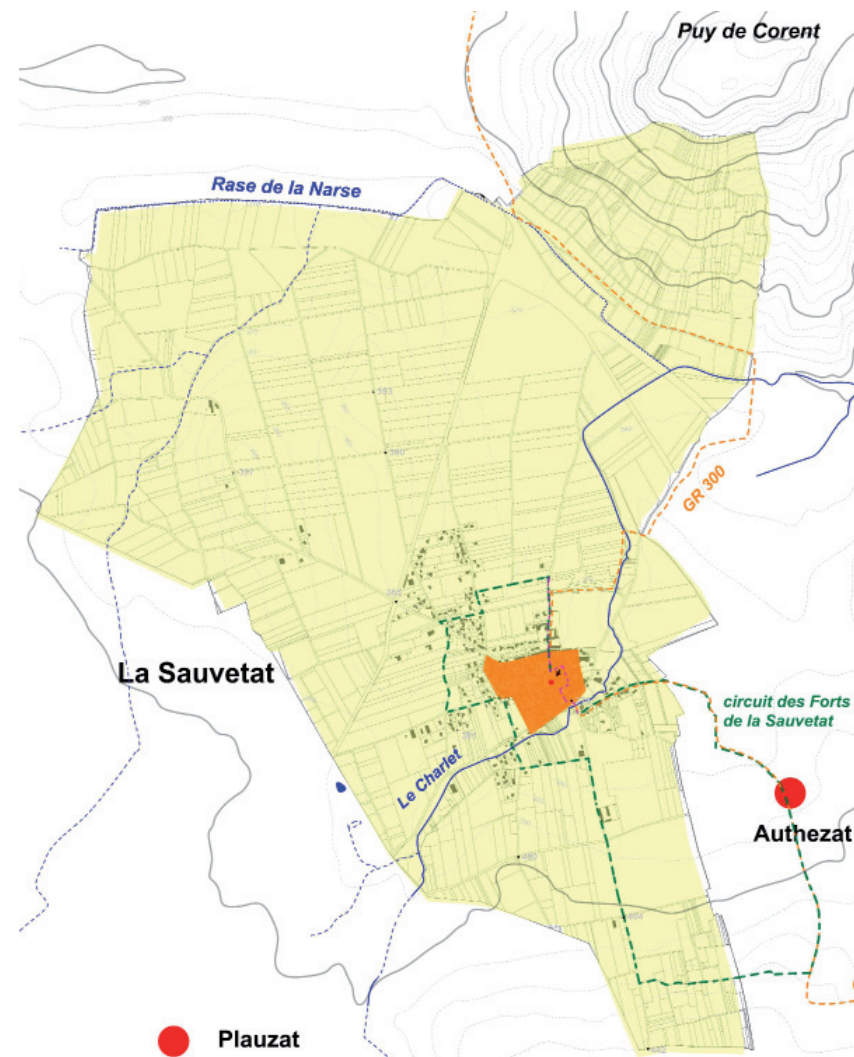 Puy de Corent
Rase de la Narse
GR 300
La Sauvetat
circuit des Forts
de la Sauvetat
Le Charlet
Authezat
Plauzat